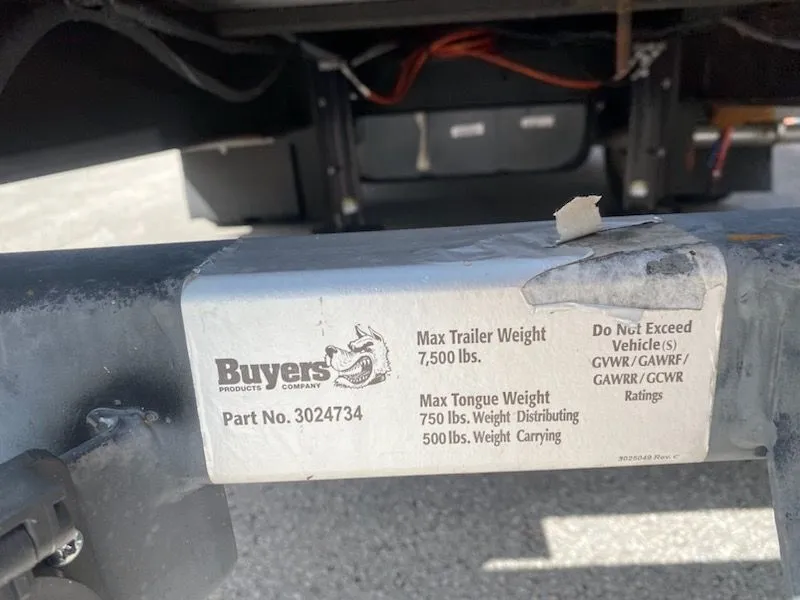 Buyers
PRODUCTS COMPANY
Part No. 3024734
Max Trailer Weight
7,500 lbs.
Max Tongue Weight
750 lbs. Weight Distributing
500 lbs. Weight Carrying
Do Not Exceed
Vehicle(s)
GVWR/GAWRF/
GAWRR/GCWR
Ratings
3025049 Rev. C